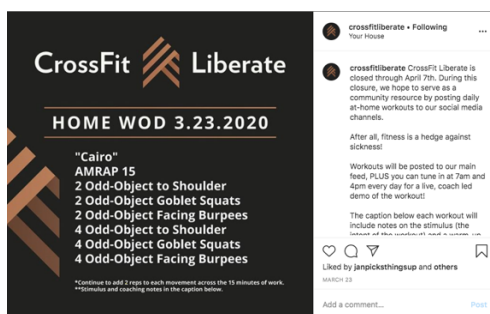 CrossFit Liberate
HOME WOD 3.23.2020
"Cairo"
AMRAP 15
2 Odd-Object to Shoulder
2 Odd-Object Goblet Squats
2 Odd-Object Facing Burpees
4 Odd-Object to Shoulder
4 Odd-Object Goblet Squats
4 Odd-Object Facing Burpees
*Continue to add 2 reps to each movement across the 15 minutes of work.
**Stimulus and coaching notes in the caption below.
crossfitliberate • Following
Your House
crossfitliberate CrossFit Liberate is
closed through April 7th. During this
closure, we hope to serve as a
community resource by posting daily
at-home workouts to our social media
channels.
After all, fitness is a hedge against
sickness!
Workouts will be posted to our main
feed, PLUS you can tune in at 7am and
4pm every day for a live, coach led
demo of the workout!
The caption below each workout will
include notes on the stimulus (the
intent of the workout) and a warm-up
Liked by janpicksthingsup and others
MARCH 23
Add a comment...
Post